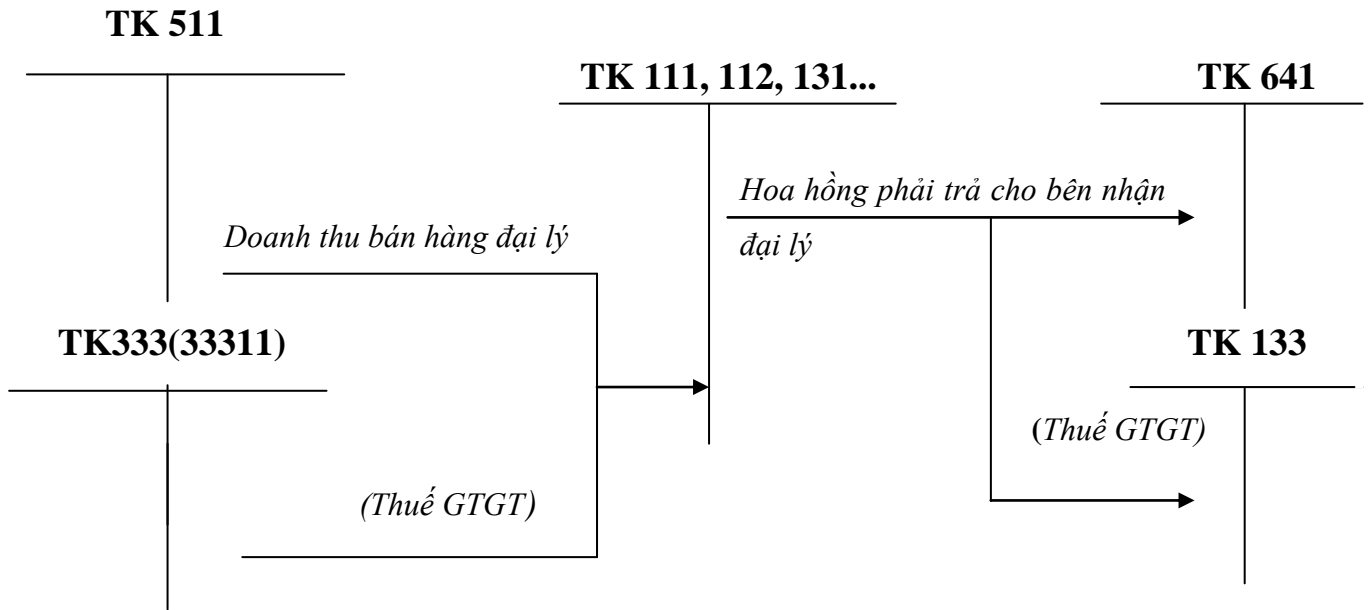 TK 511
TK 111, 112, 131...
TK 641
Hoa hồng phải trả cho bên nhận
đại lý
Doanh thu bán hàng đại lý
TK333(33311)
TK 133
(Thuế GTGT)
(Thuế GTGT)